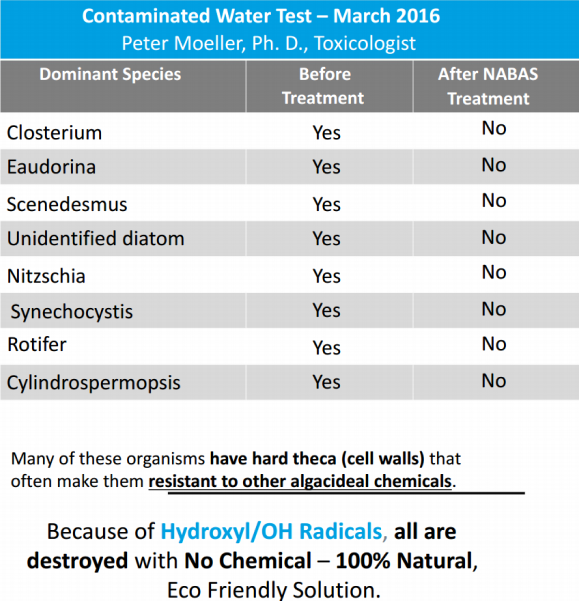 Contaminated Water Test – March 2016
Peter Moeller, Ph. D., Toxicologist
Dominant Species Before Treatment After NABAS Treatment
Closterium Yes No
Eaudorina Yes No
Scenedesmus Yes No
Unidentified diatom Yes No
Nitzschia Yes No
Synechocystis Yes No
Rotifer Yes No
Cylindrospermopsis Yes No
Many of these organisms have hard theca (cell walls) that
often make them resistant to other algacideal chemicals.
Because of Hydroxyl/OH Radicals, all are
destroyed with No Chemical – 100% Natural,
Eco Friendly Solution.